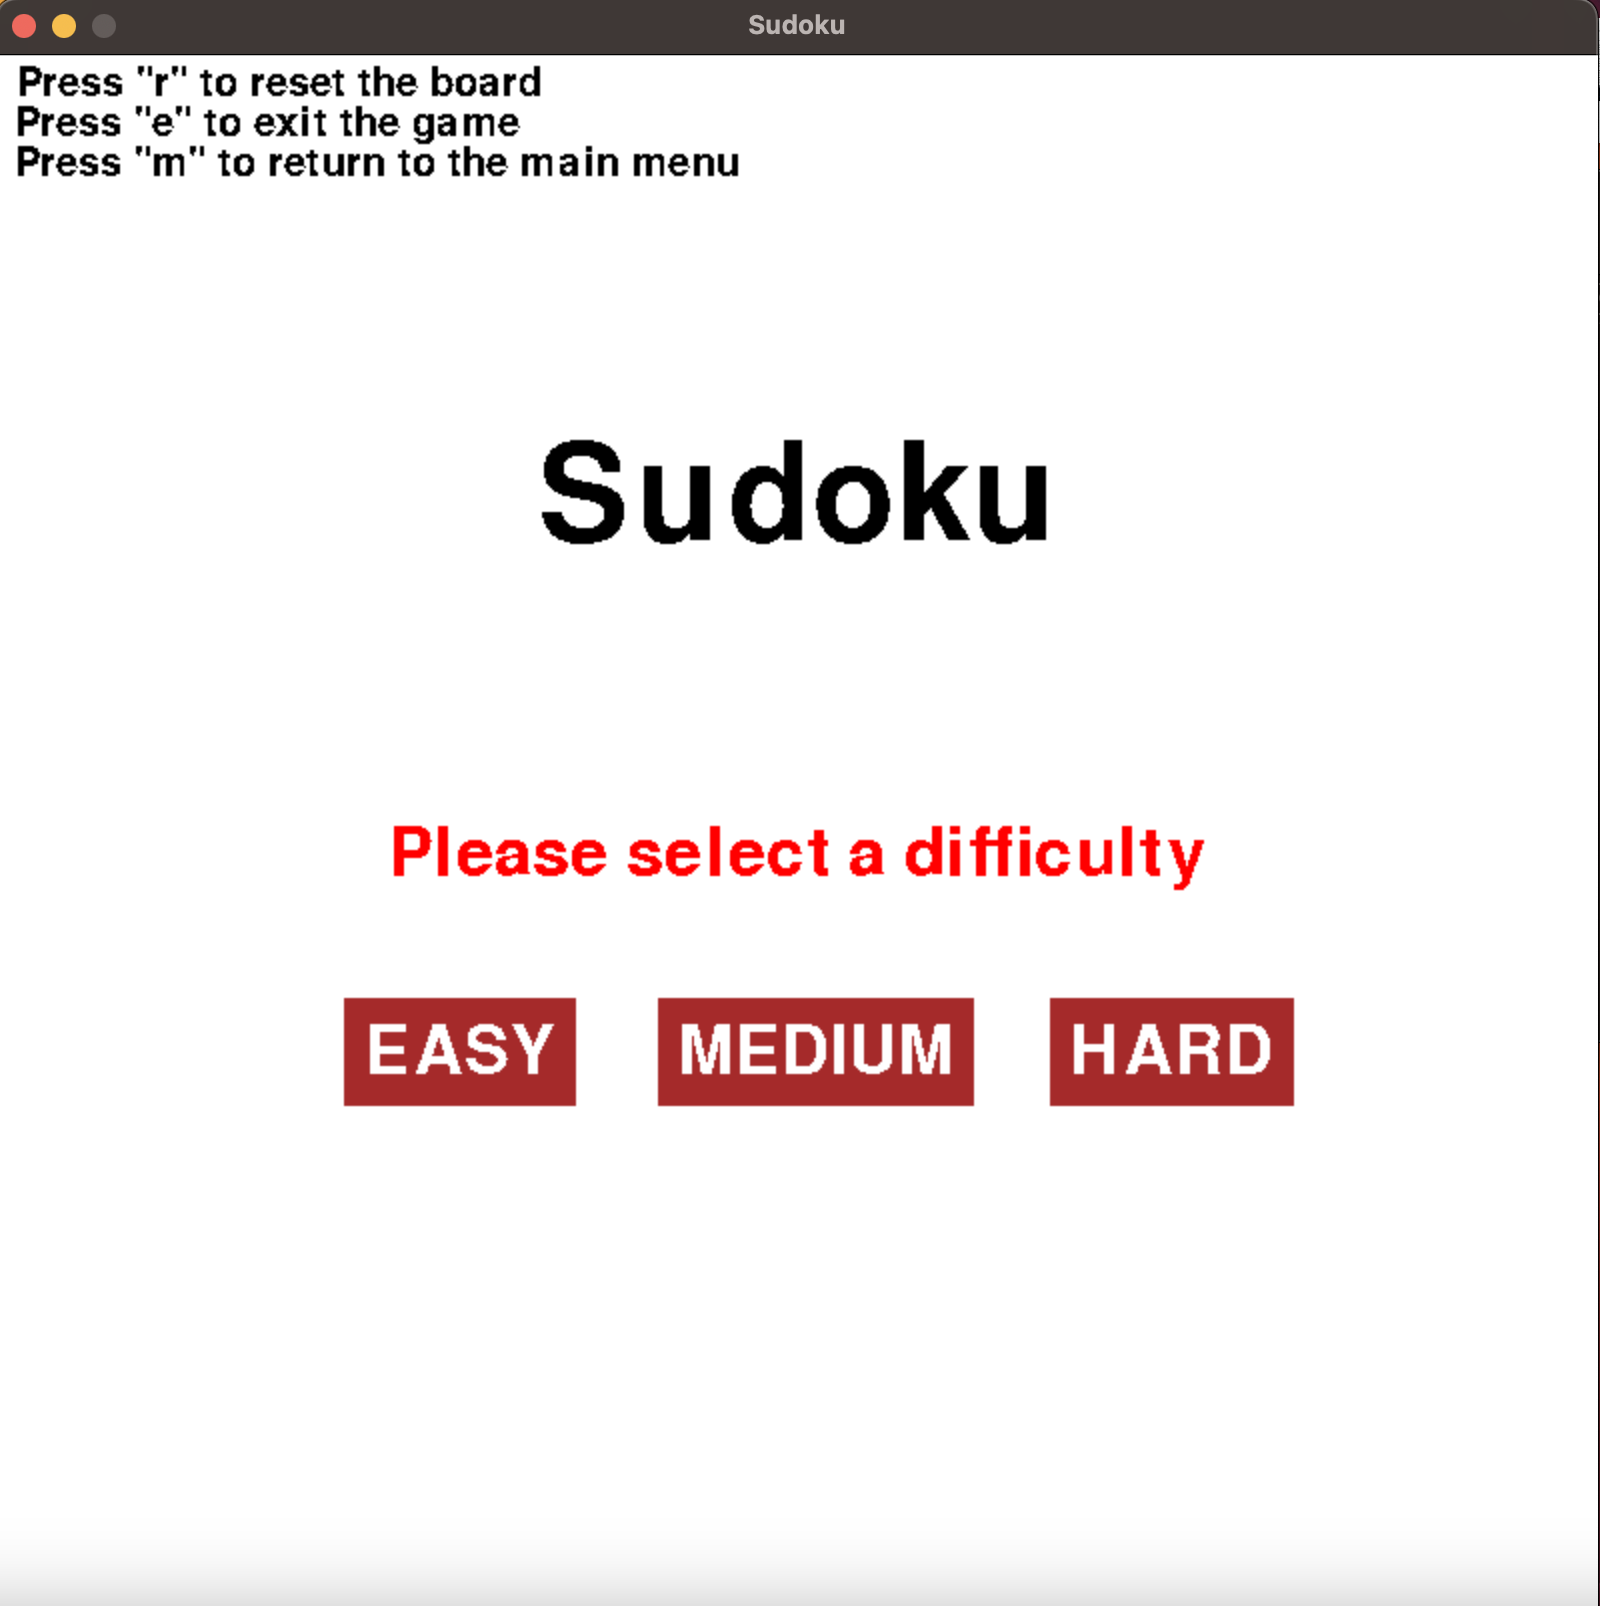 Sudoku
Press "r" to reset the board
Press "e" to exit the game
Press "m" to return to the main menu
Sudoku
Please select a difficulty
EASY MEDIUM HARD